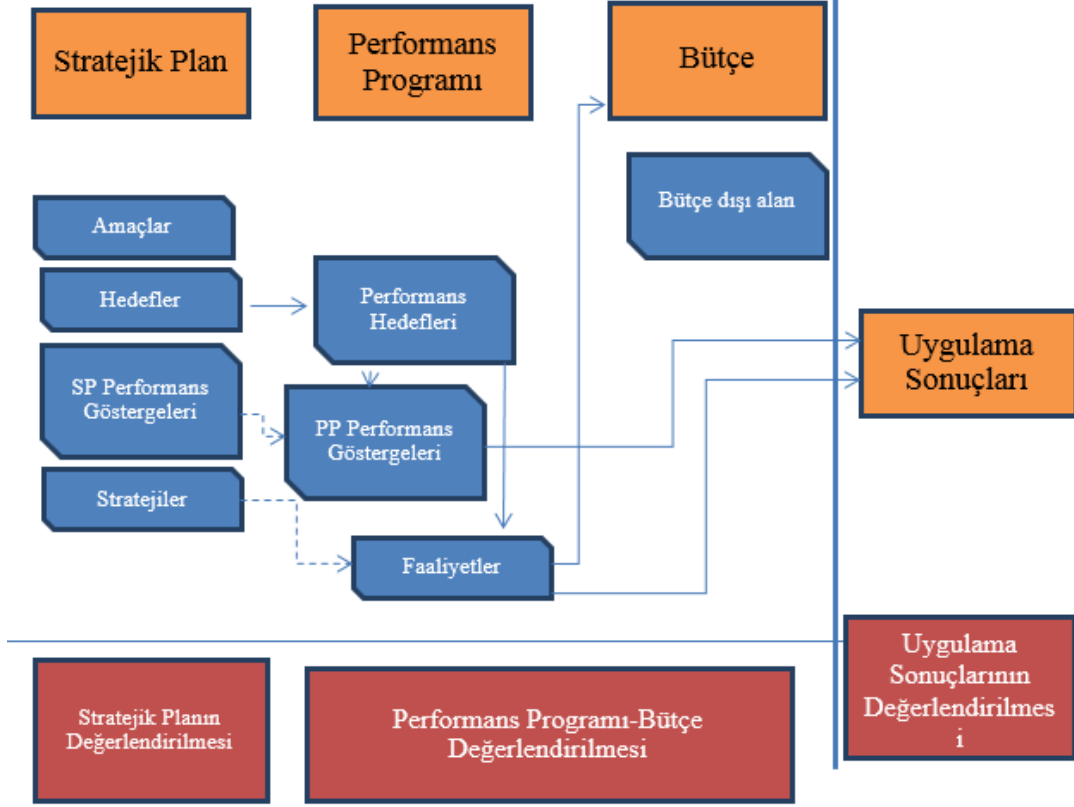 Stratejik Plan
Performans
Programı
Bütçe
Bütçe dışı alan
Amaçlar
Hedefler
Performans
Hedefleri
SP Performans
Göstergeleri
PP Performans
Göstergeleri
Stratejiler
Faaliyetler
Uygulama
Sonuçları
Stratejik Planın
Değerlendirilmesi
Performans Programı-Bütçe
Değerlendirilmesi
Uygulama
Sonuçlarının
Değerlendirilmes
i